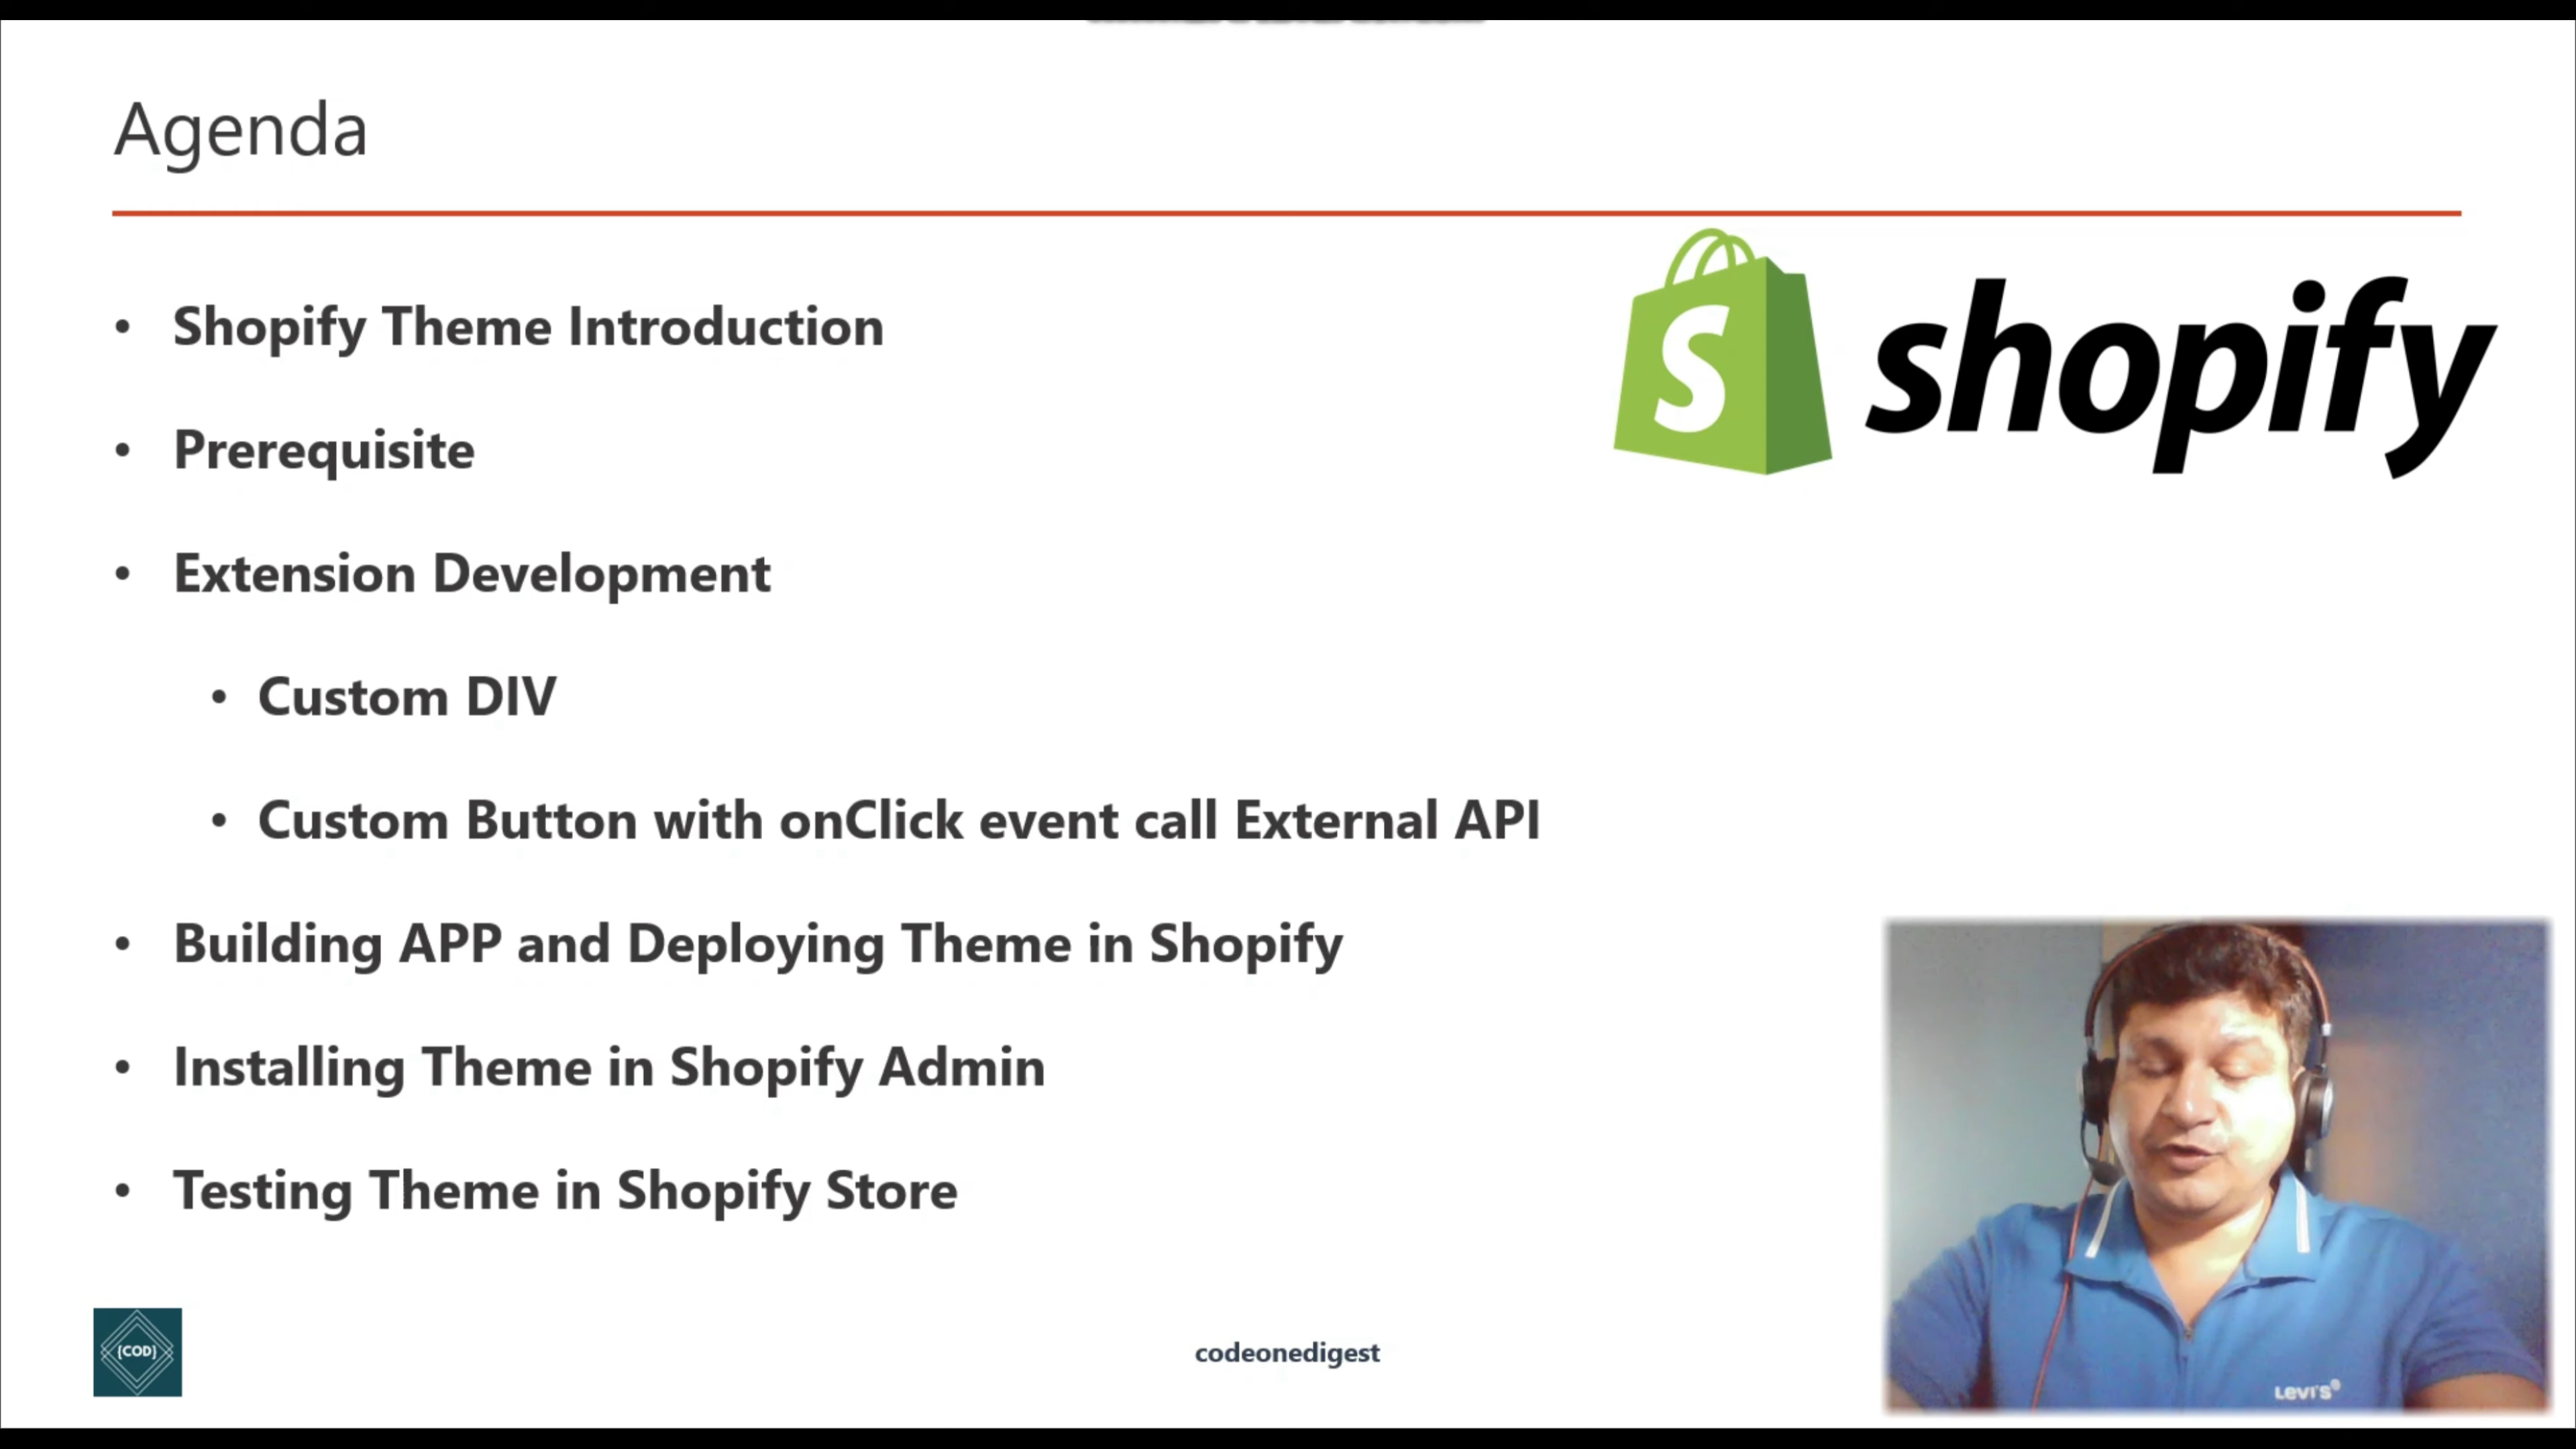 Agenda
• Shopify Theme Introduction
• Prerequisite
• Extension Development
• Custom DIV
• Custom Button with onClick event call External API
• Building APP and Deploying Theme in Shopify
• Installing Theme in Shopify Admin
• Testing Theme in Shopify Store
S shopify
{COD}
codeonedigest
Levi's®